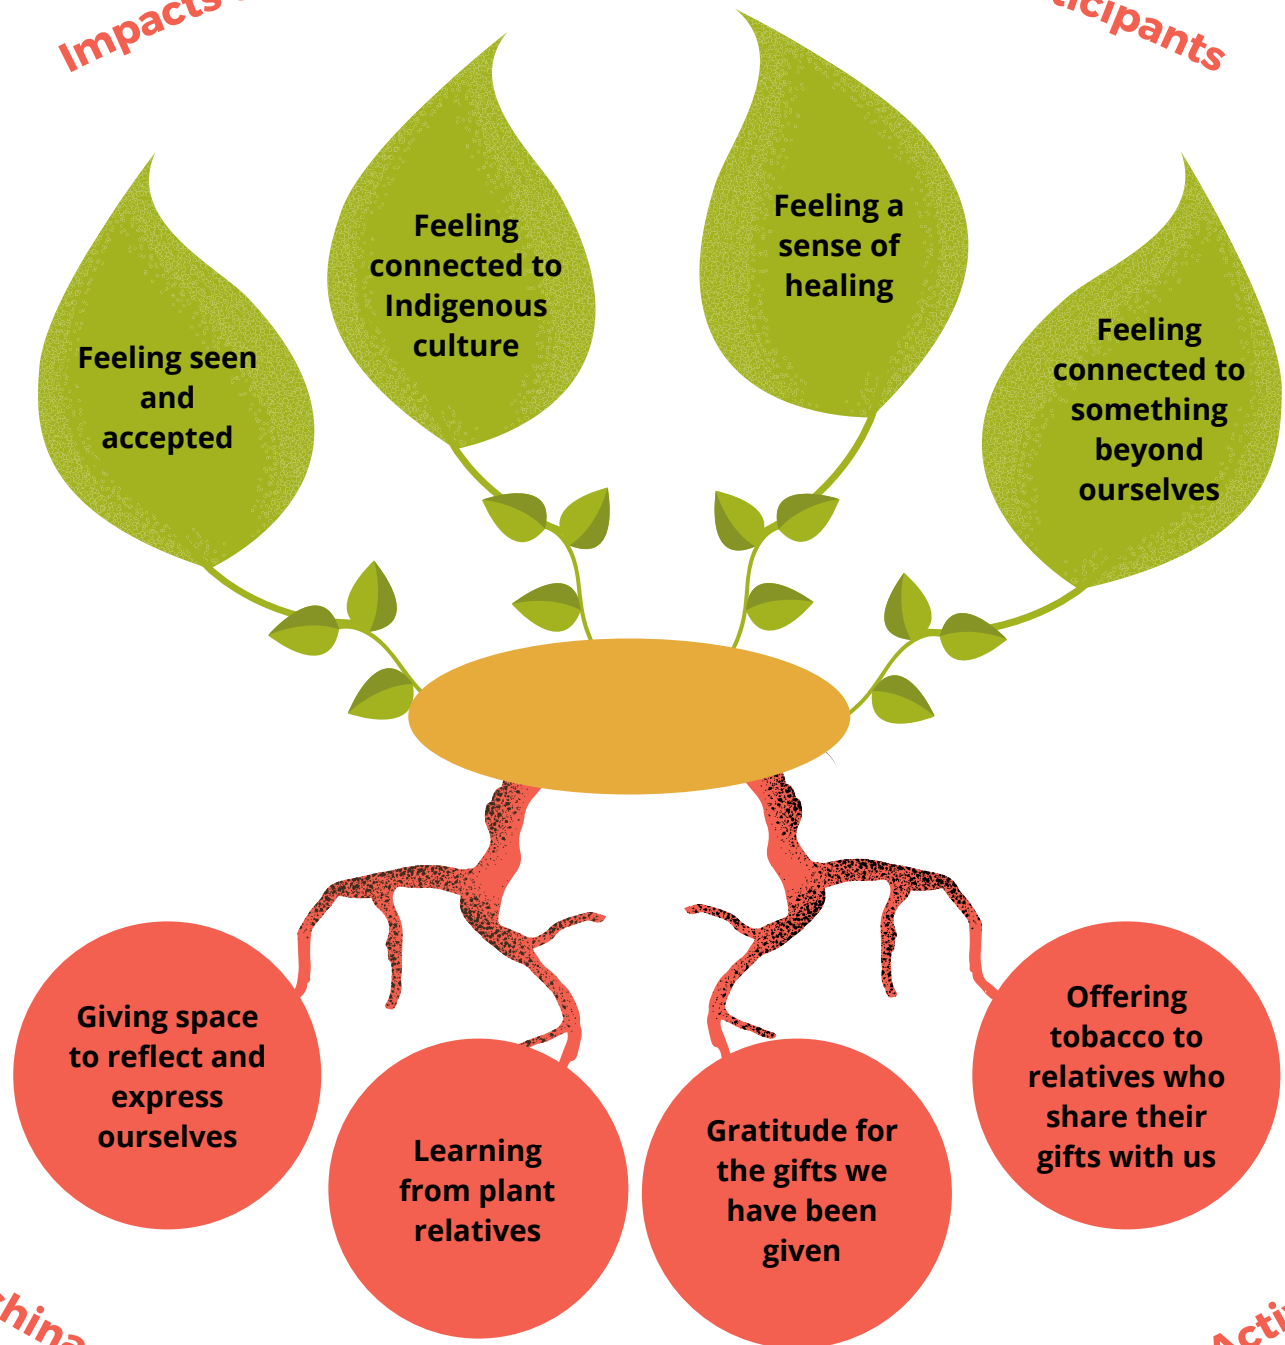 Impacts
Feeling seen
and
accepted
Feeling
connected to
Indigenous
culture
Feeling a
sense of
healing
Feeling
connected to
something
beyond
ourselves
Giving space
to reflect and
express
ourselves
Learning
from plant
relatives
Gratitude for
the gifts we
have been
given
Offering
tobacco to
relatives who
share their
gifts with us